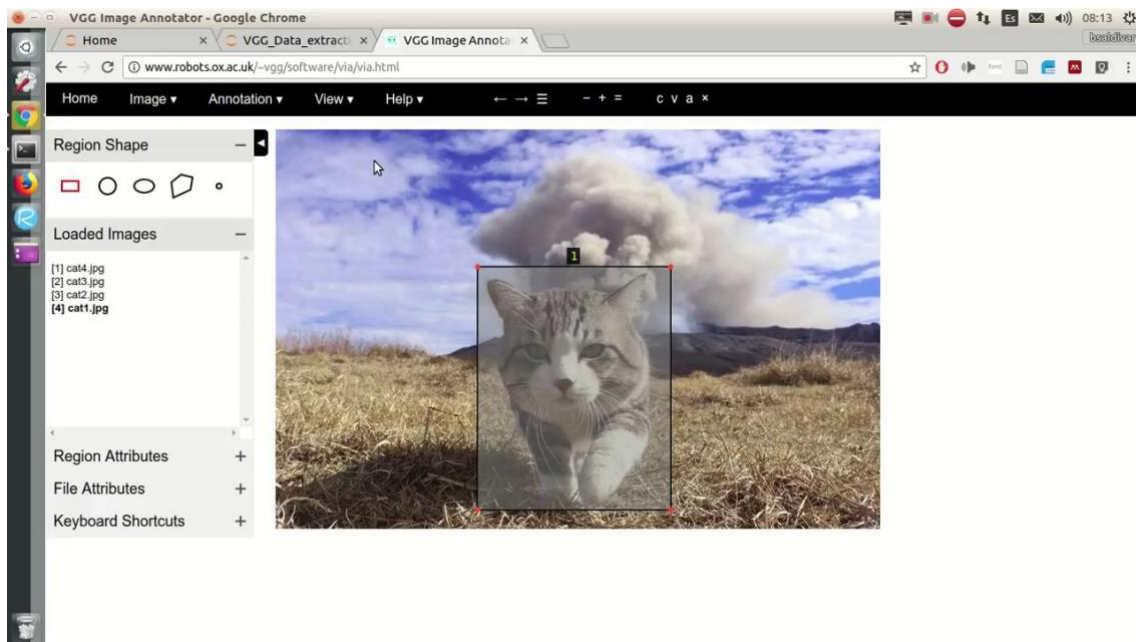 VGG Image Annotator - Google Chrome
Es 08:13
bsaldivar
Home × VGG_Data_extracti × VGG Image Annota ×
www.robots.ox.ac.uk/~vgg/software/via/via.html
Home Image ▾ Annotation ▾ View ▾ Help ▾ ← → ☰ − + = c v a ×
Region Shape −
Loaded Images −
[1] cat4.jpg
[2] cat3.jpg
[3] cat2.jpg
[4] cat1.jpg
1
Region Attributes +
File Attributes +
Keyboard Shortcuts +